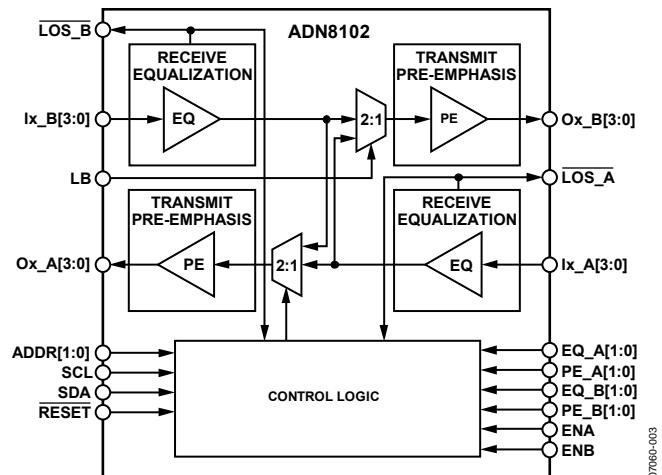 ADN8102
LOS_B
RECEIVE
EQUALIZATION
TRANSMIT
PRE-EMPHASIS
Ix_B[3:0]
EQ
2:1
PE
Ox_B[3:0]
LB
LOS_A
TRANSMIT
PRE-EMPHASIS
RECEIVE
EQUALIZATION
Ox_A[3:0]
PE
2:1
EQ
Ix_A[3:0]
ADDR[1:0]
SCL
SDA
RESET
CONTROL LOGIC
EQ_A[1:0]
PE_A[1:0]
EQ_B[1:0]
PE_B[1:0]
ENA
ENB
07060-003